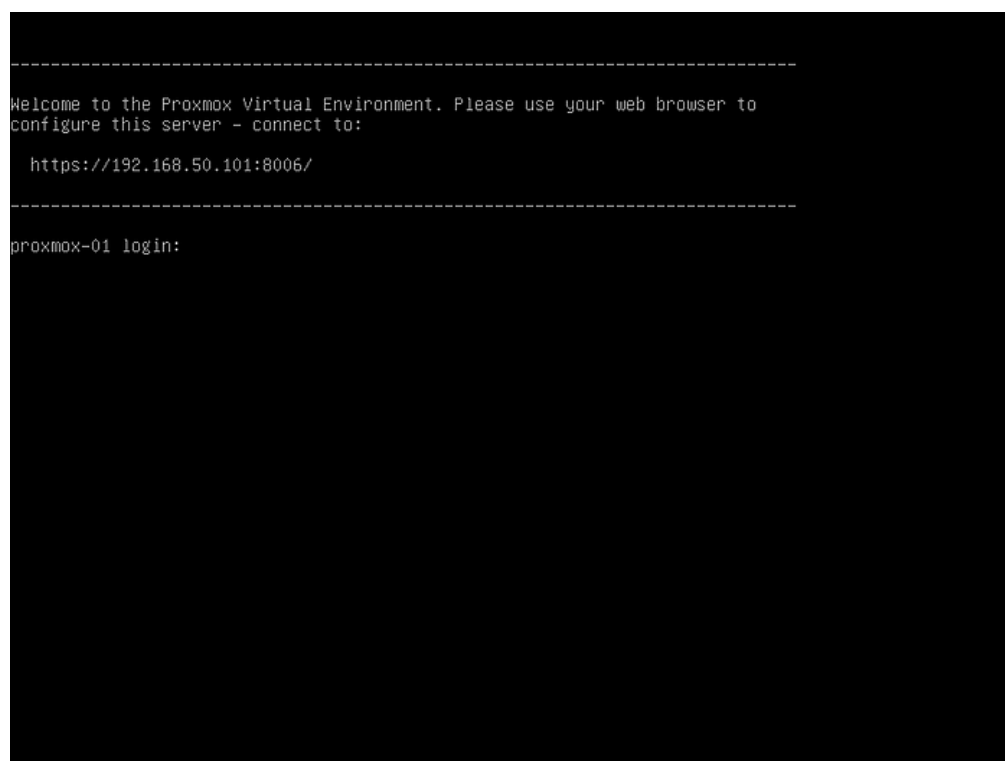 --------------------------------------------------------------------------------
Welcome to the Proxmox Virtual Environment. Please use your web browser to
configure this server - connect to:
https://192.168.50.101:8006/
--------------------------------------------------------------------------------
proxmox-01 login: